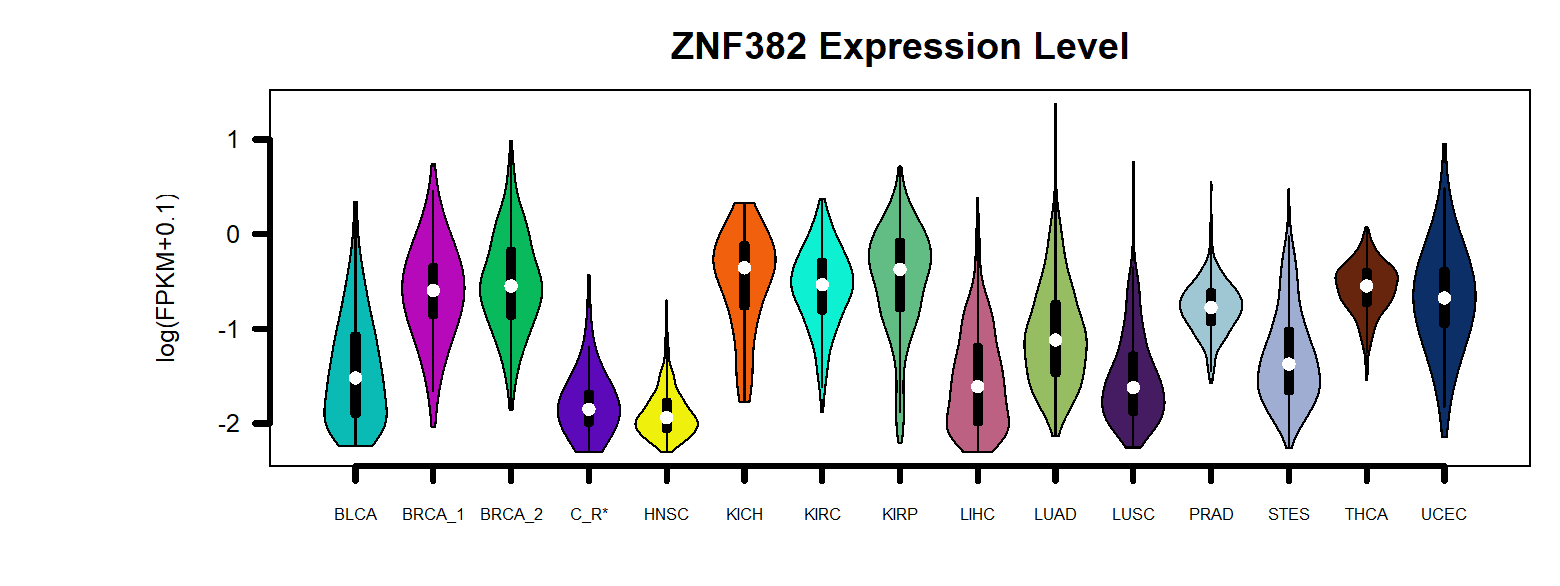 ZNF382 Expression Level
log(FPKM+0.1)
1
0
-1
-2
BLCA BRCA_1 BRCA_2 C_R* HNSC KICH KIRC KIRP LIHC LUAD LUSC PRAD STES THCA UCEC